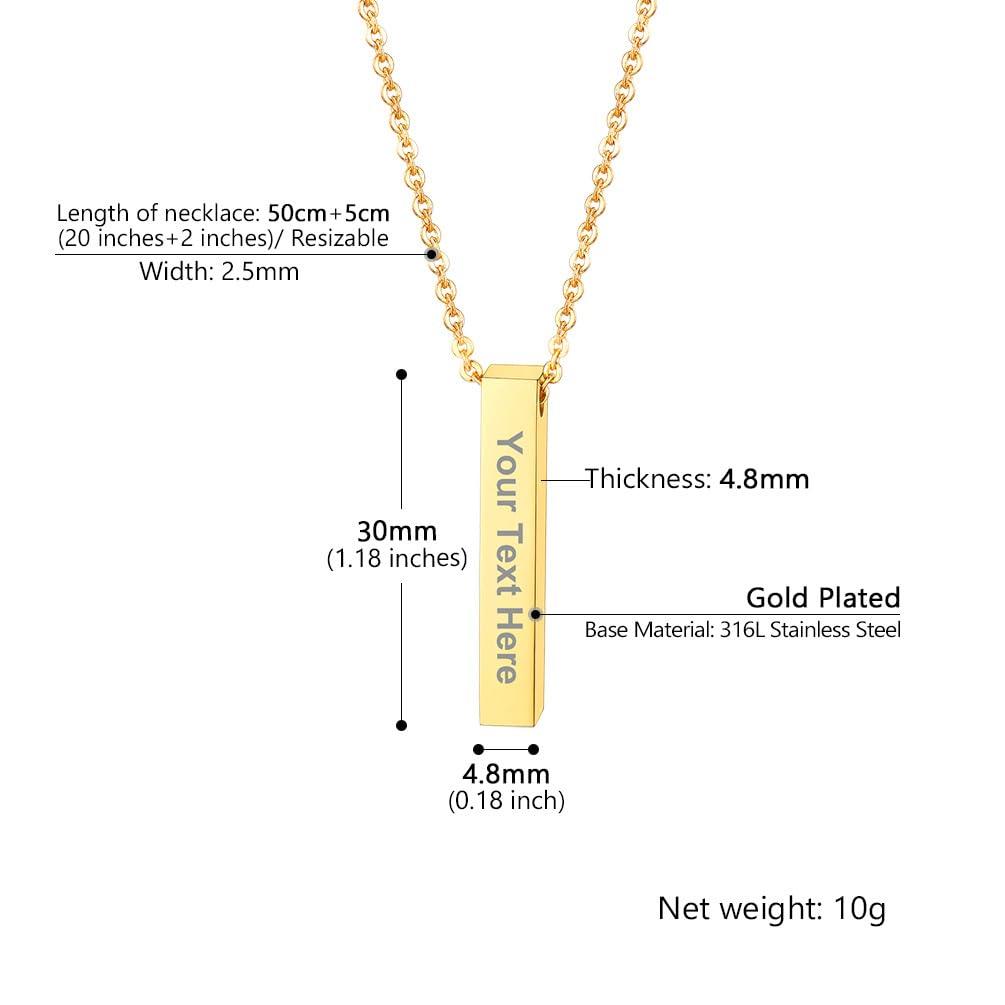 Length of necklace: 50cm+5cm
(20 inches+2 inches)/ Resizable
Width: 2.5mm
Thickness: 4.8mm
30mm
(1.18 inches)
Your Text Here
Gold Plated
Base Material: 316L Stainless Steel
4.8mm
(0.18 inch)
Net weight: 10g